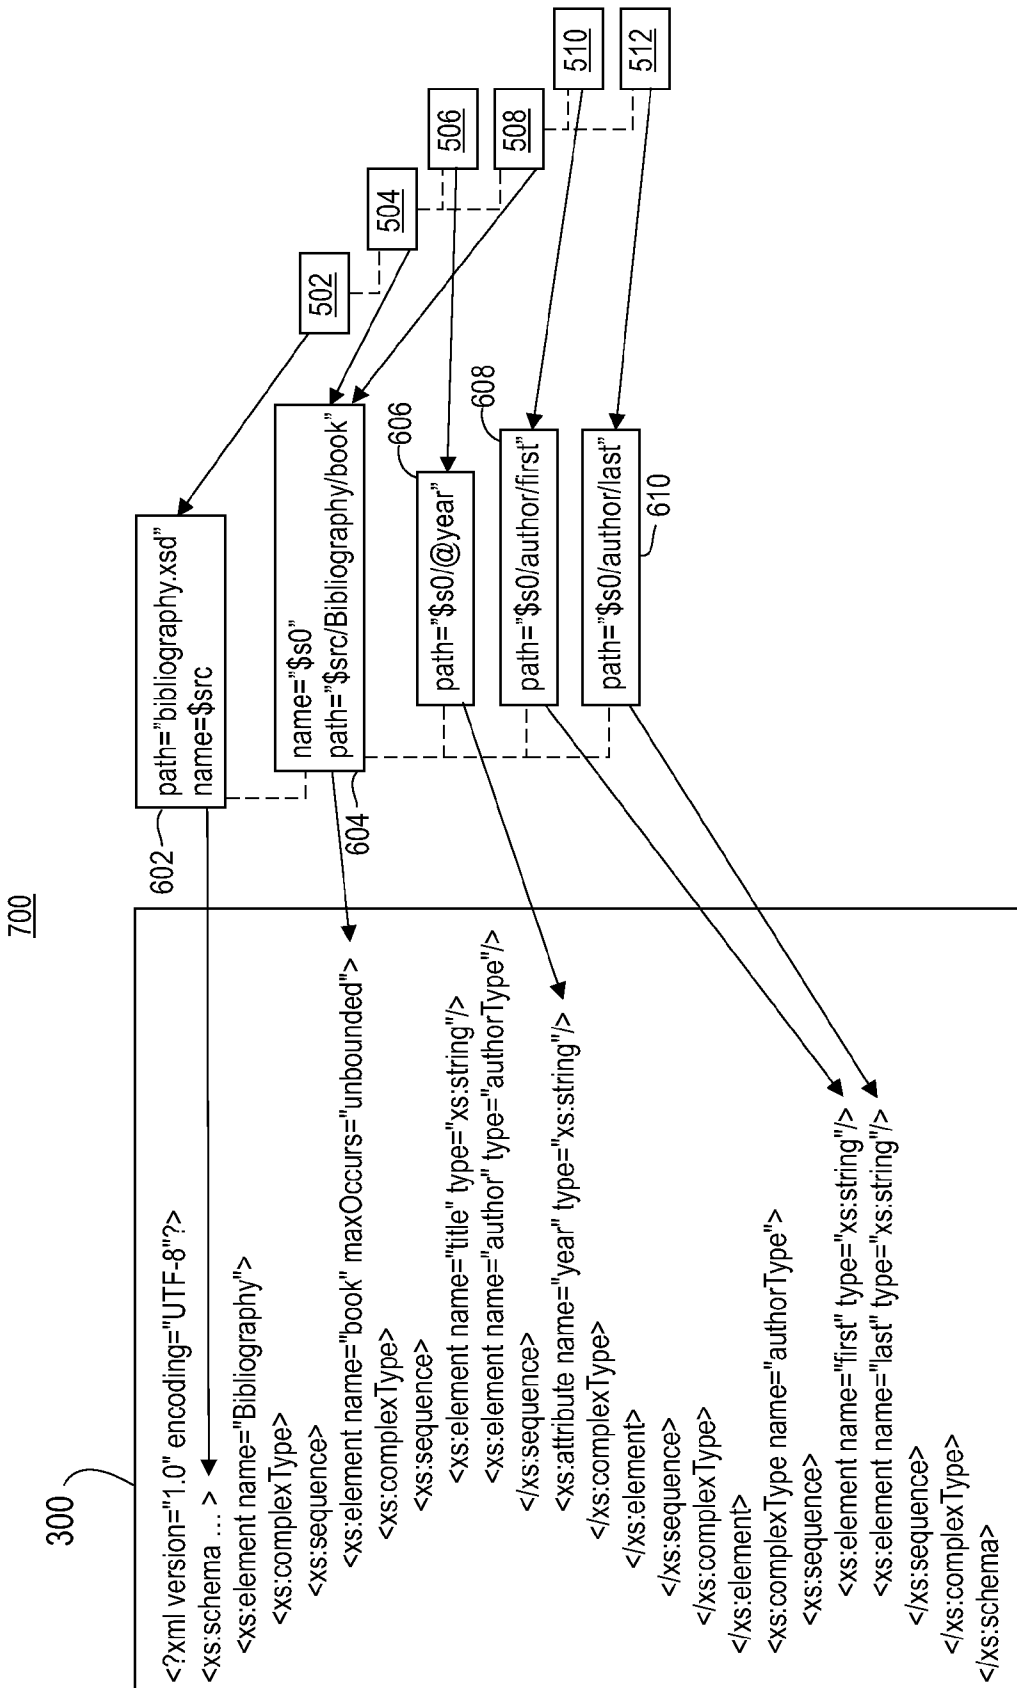 700
300
<?xml version="1.0" encoding="UTF-8"?>
<xs:schema ... >
<xs:element name="Bibliography">
<xs:complexType>
<xs:sequence>
<xs:element name="book" maxOccurs="unbounded">
<xs:complexType>
<xs:sequence>
<xs:element name="title" type="xs:string"/>
<xs:element name="author" type="authorType"/>
</xs:sequence>
<xs:attribute name="year" type="xs:string"/>
</xs:complexType>
</xs:element>
</xs:sequence>
</xs:complexType>
</xs:element>
<xs:complexType name="authorType">
<xs:sequence>
<xs:element name="first" type="xs:string"/>
<xs:element name="last" type="xs:string"/>
</xs:sequence>
</xs:complexType>
</xs:schema>
602
path=”bibliography.xsd”
name=$src
604
name=”$s0”
path=”$src/Bibliography/book”
606
path=”$s0/@year”
608
path=”$s0/author/first”
610
path=”$s0/author/last”
502
504
506
508
510
512